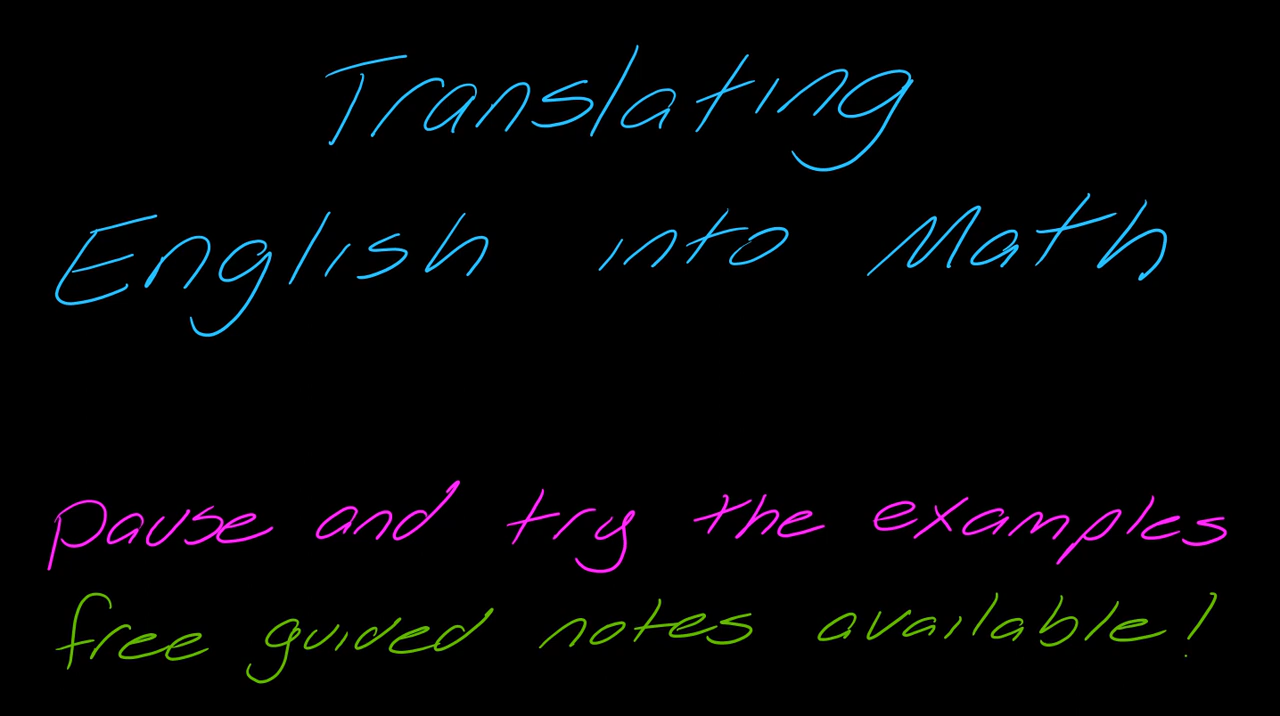 Translating
English into Math
pause and try the examples
free guided notes available!